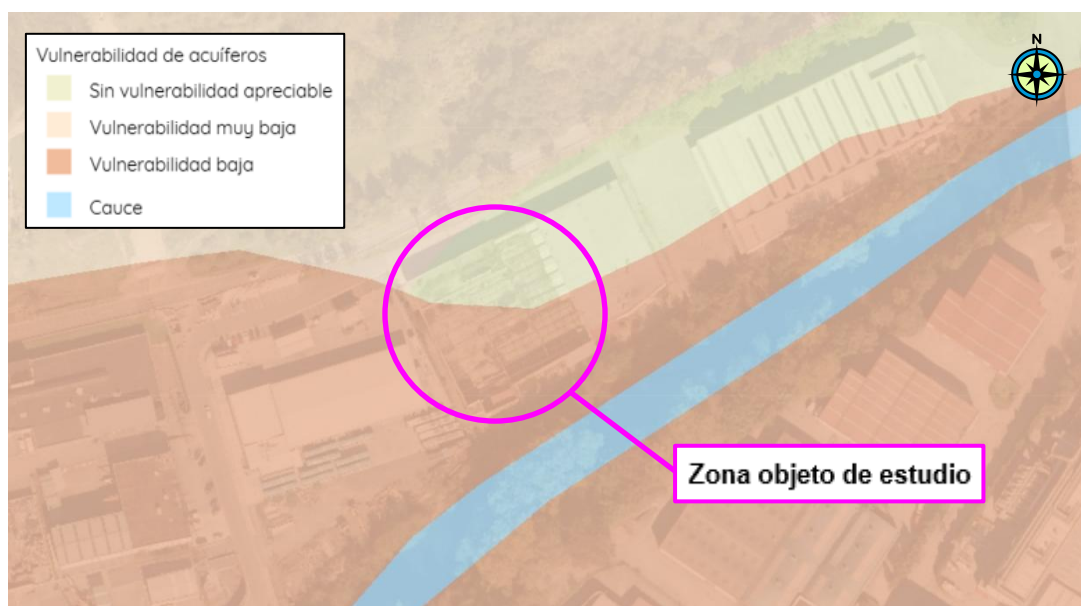 Vulnerabilidad de acuíferos
Sin vulnerabilidad apreciable
Vulnerabilidad muy baja
Vulnerabilidad baja
Cauce
N
Zona objeto de estudio